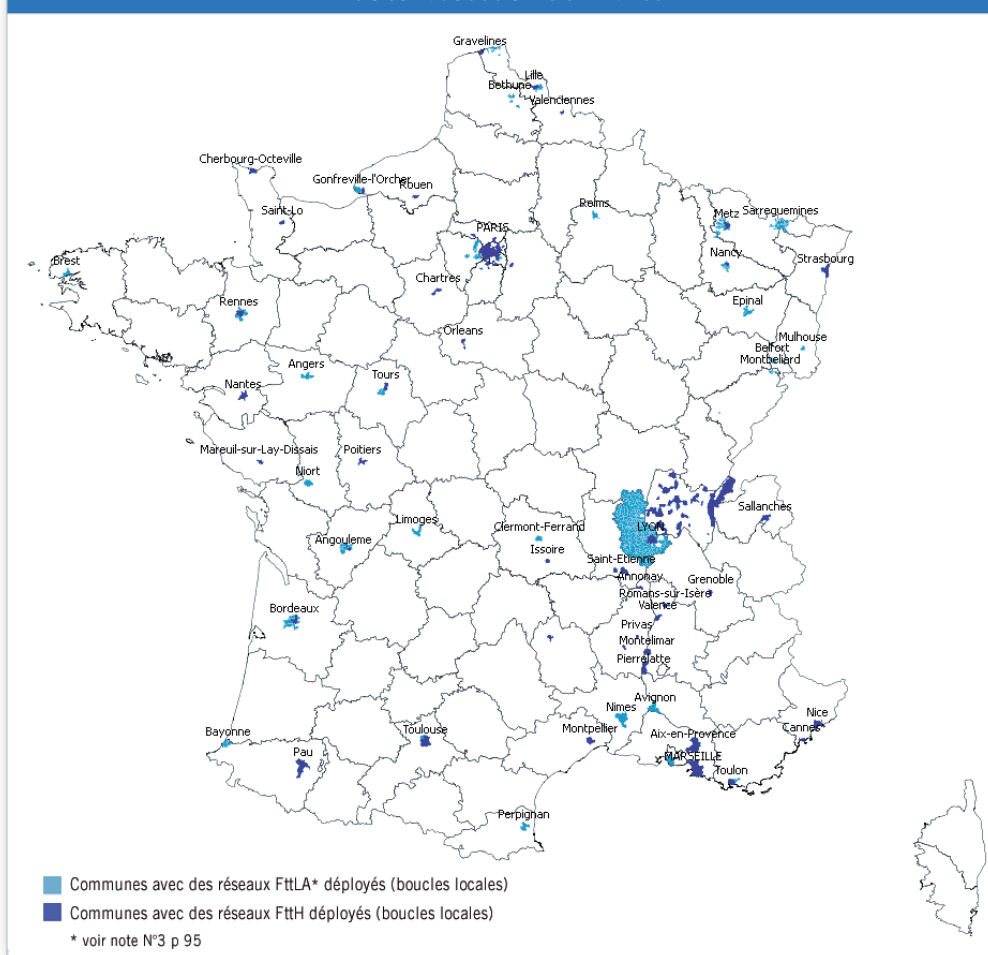 Gravelines
Lille
Bethune
Valenciennes
Cherbourg-Octeville
Gonfreville-l'Orcher
Rouen
Saint-Lo
Reims
Metz
Sarreguemines
PARIS
Nancy
Strasbourg
Brest
Chartres
Rennes
Epinal
Orleans
Mulhouse
Belfort
Montbeliard
Angers
Tours
Nantes
Mareuil-sur-Lay-Dissais
Poitiers
Niort
Sallanches
Limoges
Clermont-Ferrand
LYON
Angouleme
Issoire
Saint-Etienne
Annonay
Grenoble
Romans-sur-Isère
Valence
Bordeaux
Privas
Montelimar
Pierrelatte
Avignon
Nimes
Nice
Bayonne
Toulouse
Montpellier
Aix-en-Provence
Cannes
Pau
MARSEILLE
Toulon
Perpignan
Communes avec des réseaux FttLA* déployés (boucles locales)
Communes avec des réseaux FttH déployés (boucles locales)
* voir note N°3 p 95